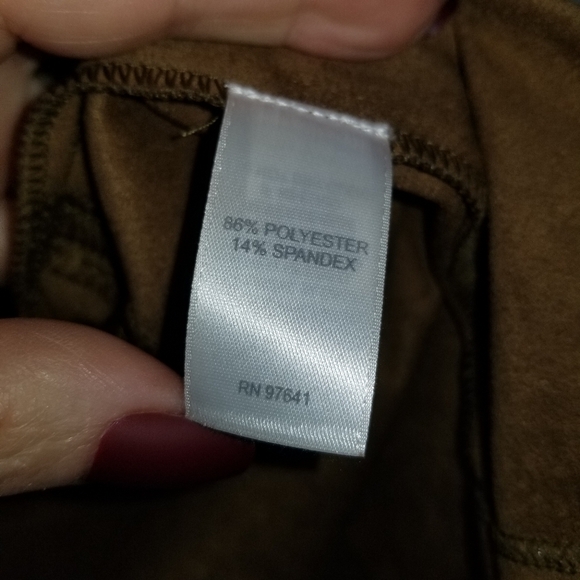 86% POLYESTER
14% SPANDEX
RN 97641